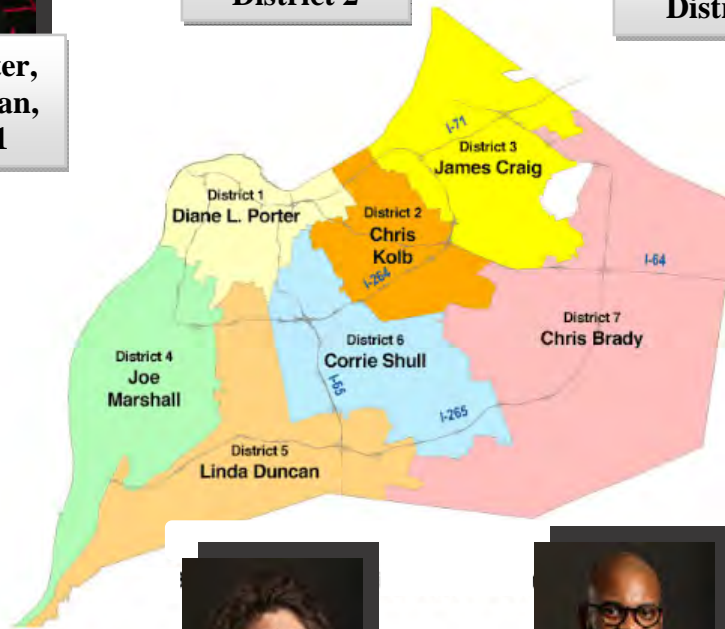 District 2
Distr
ter,
an,
1
I-71
District 3
James Craig
District 1
Diane L. Porter
District 2
Chris
Kolb
I-264
I-64
District 7
Chris Brady
District 6
Corrie Shull
District 4
Joe
Marshall
I-65
I-265
District 5
Linda Duncan